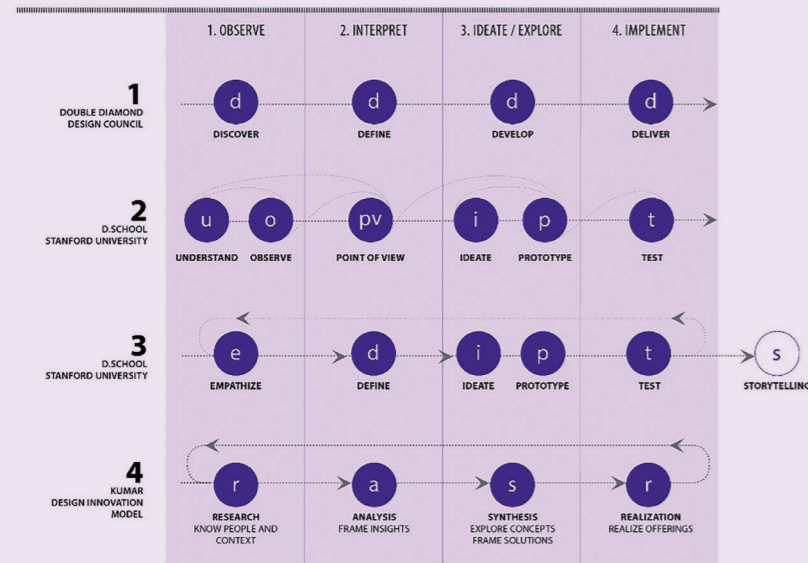 1. OBSERVE
2. INTERPRET
3. IDEATE / EXPLORE
4. IMPLEMENT
1
DOUBLE DIAMOND
DESIGN COUNCIL
d
d
d
d
DISCOVER
DEFINE
DEVELOP
DELIVER
2
D.SCHOOL
STANFORD UNIVERSITY
u
o
pv
i
p
t
UNDERSTAND
OBSERVE
POINT OF VIEW
IDEATE
PROTOTYPE
TEST
3
D.SCHOOL
STANFORD UNIVERSITY
e
d
i
p
t
s
EMPATHIZE
DEFINE
IDEATE
PROTOTYPE
TEST
STORYTELLING
4
KUMAR
DESIGN INNOVATION
MODEL
r
a
s
r
RESEARCH
KNOW PEOPLE AND
CONTEXT
ANALYSIS
FRAME INSIGHTS
SYNTHESIS
EXPLORE CONCEPTS
FRAME SOLUTIONS
REALIZATION
REALIZE OFFERINGS